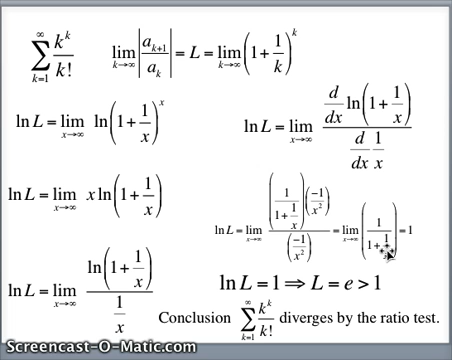 ∑_{k=1}^{∞} k^k/k!   lim_{k→∞} |a_{k+1}/a_k| = L = lim_{k→∞} (1 + 1/k)^k
ln L = lim_{x→∞} ln(1 + 1/x)^x
ln L = lim_{x→∞} x ln(1 + 1/x)
ln L = lim_{x→∞} ln(1 + 1/x) / (1/x)
ln L = lim_{x→∞} (d/dx ln(1 + 1/x)) / (d/dx 1/x)
ln L = lim_{x→∞} ((1/(1 + 1/x))(−1/x²)) / (−1/x²) = lim_{x→∞} (1/(1 + 1/x)) = 1
ln L = 1 ⇒ L = e > 1
Conclusion ∑_{k=1}^{∞} k^k/k! diverges by the ratio test.
Screencast-O-Matic.com